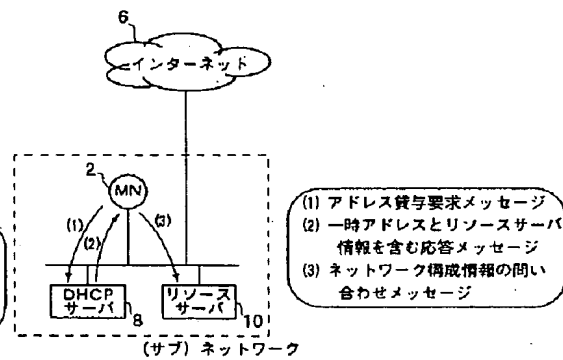 6
インターネット
2
MN
(1)
(2)
(3)
DHCP
サーバ
8
リソース
サーバ
10
(サブ) ネットワーク
(1) アドレス貸与要求メッセージ
(2) 一時アドレスとリソースサーバ
情報を含む応答メッセージ
(3) ネットワーク構成情報の問い
合わせメッセージ